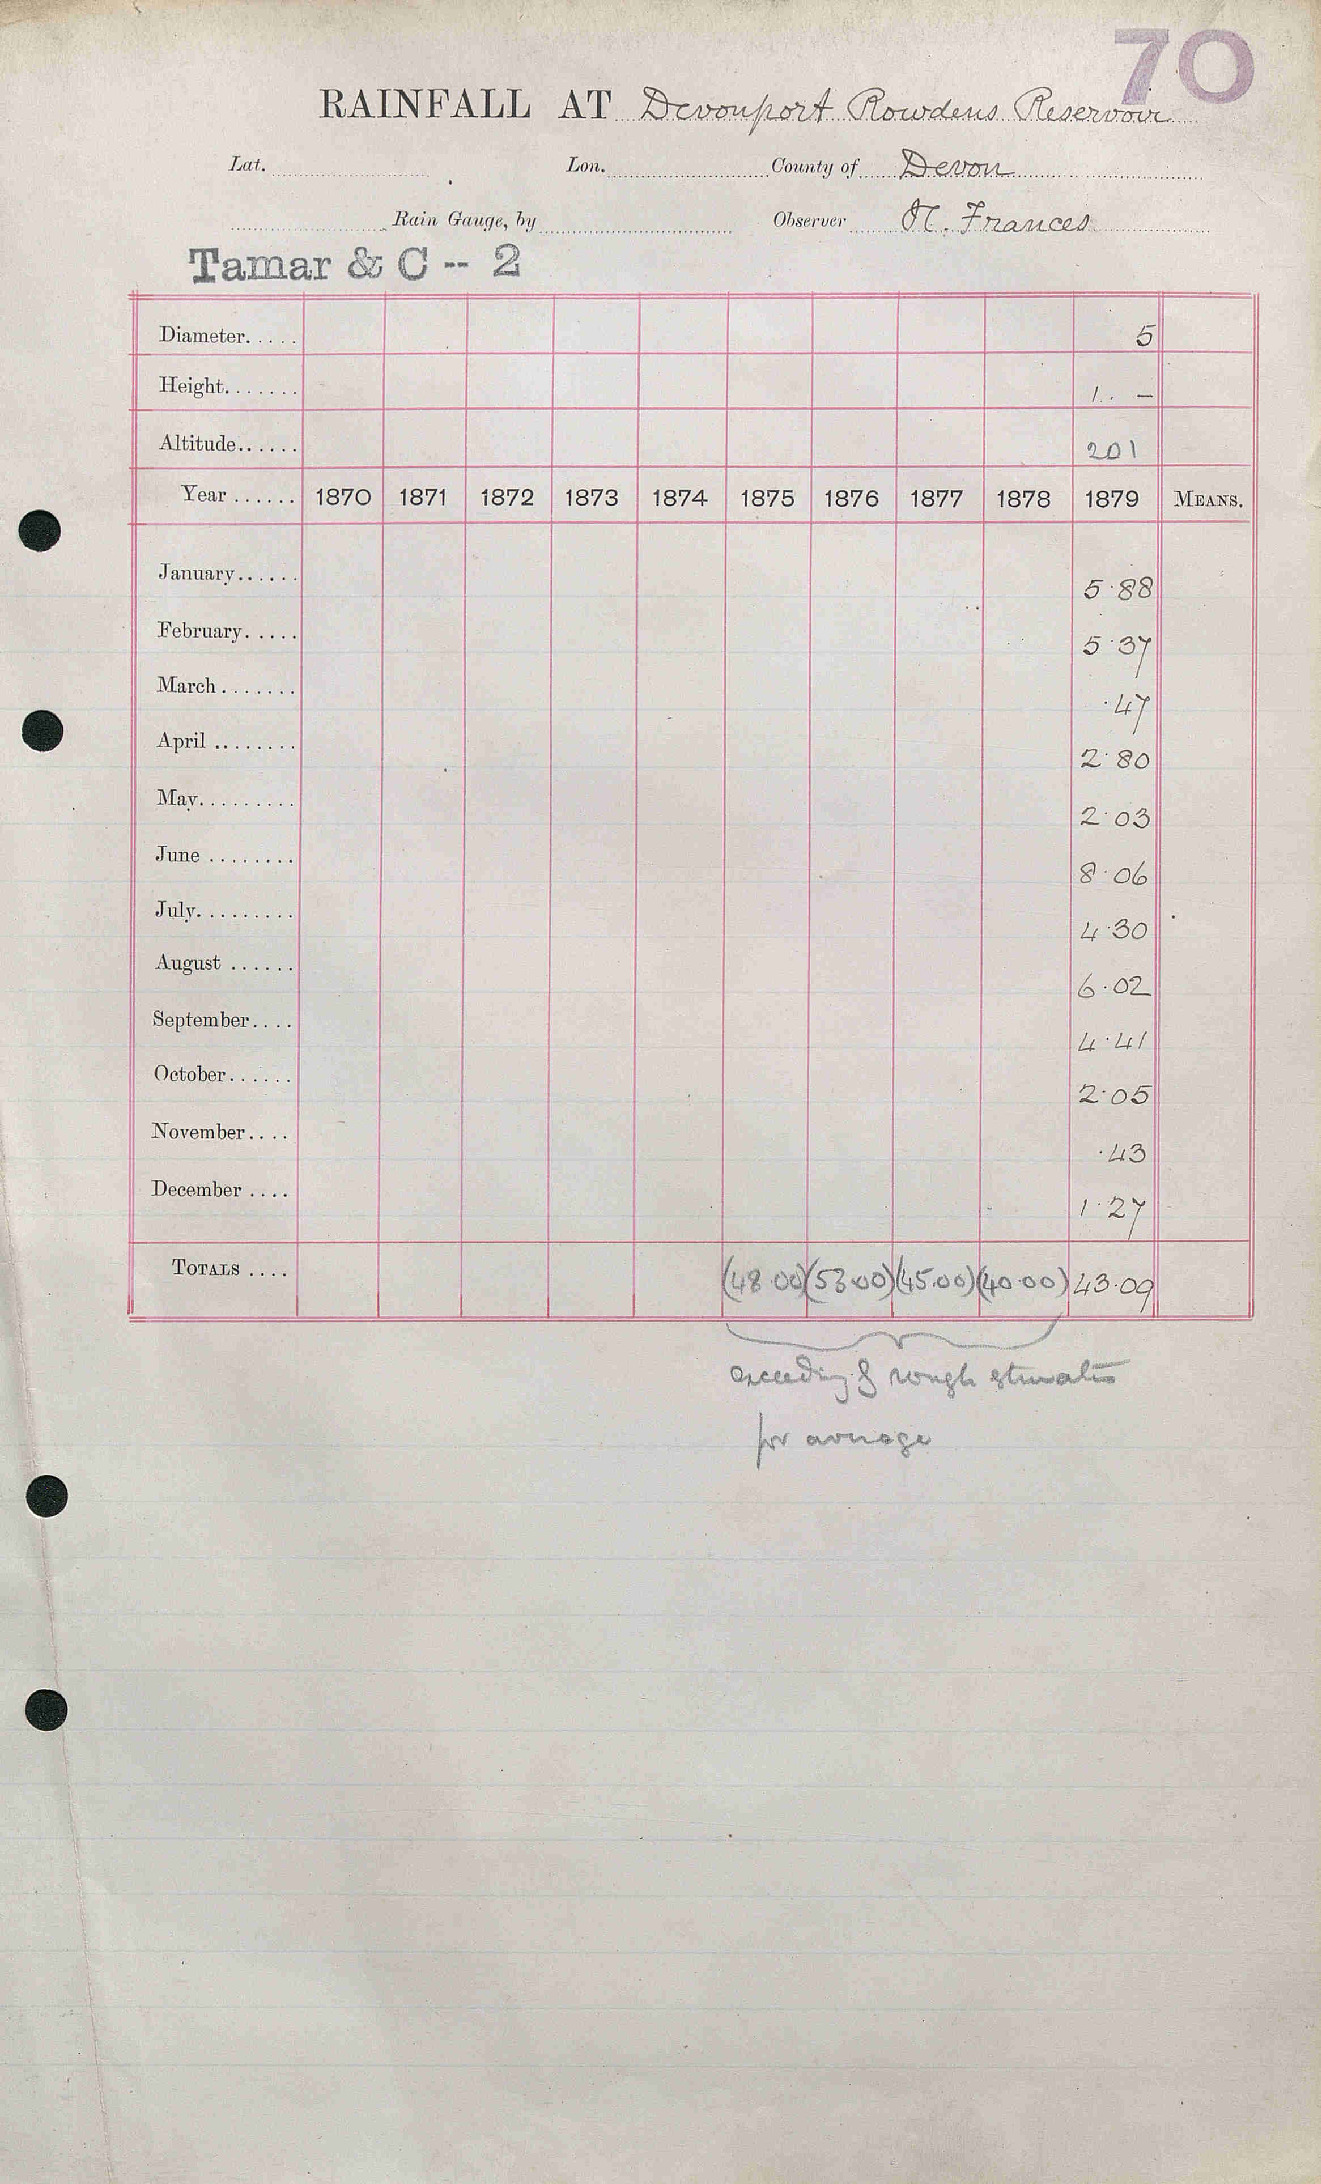 70
RAINFALL AT Devonport Rowdens Reservoir
Lat. Lon. County of Devon
Rain Gauge, by Observer N. Frances
Tamar & C -- 2
Diameter..... 5
Height....... 1. –
Altitude...... 201
Year ...... 1870 1871 1872 1873 1874 1875 1876 1877 1878 1879 MEANS.
January...... 5.88
February..... 5.37
March....... .47
April ........ 2.80
May......... 2.03
June ........ 8.06
July......... 4.30
August ...... 6.02
September.... 4.41
October...... 2.05
November.... .43
December .... 1.27
TOTALS .... (48.00) (53.00) (45.00) (40.00) 43.09
exceedingly rough estimates
for average